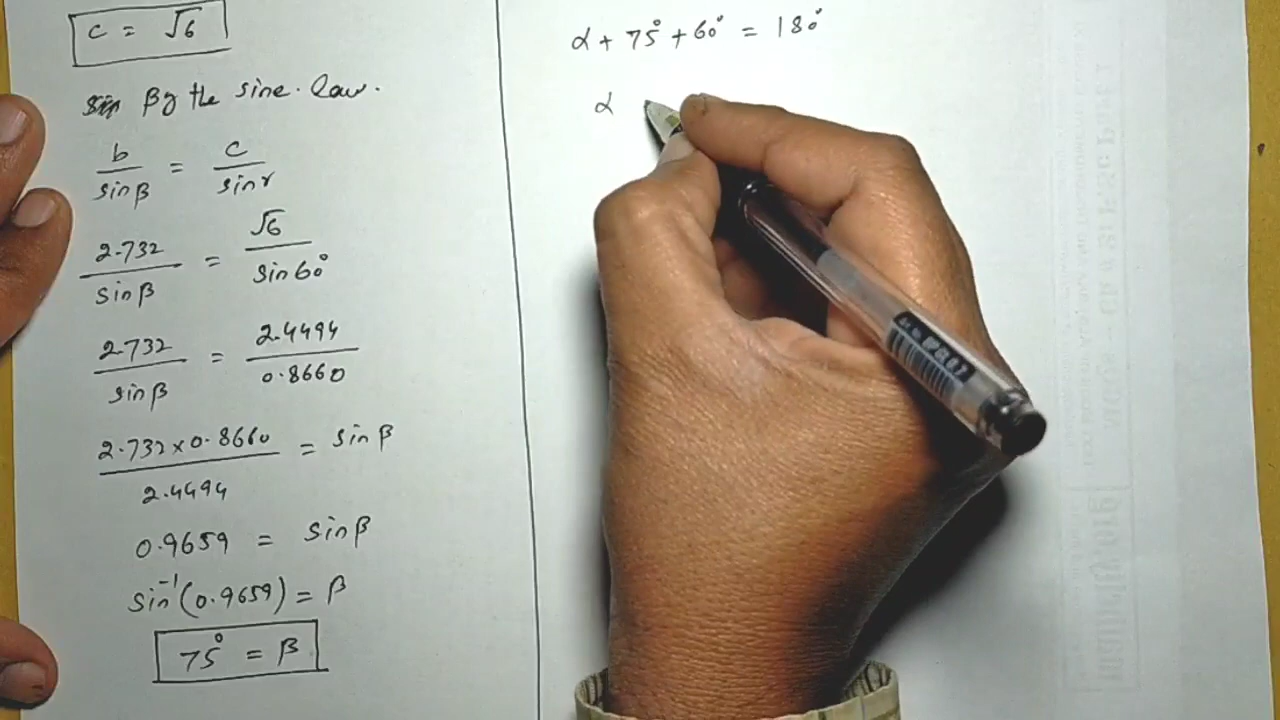 c = √6
By the sine. law.
b/sinβ = c/sinγ
2.732/sinβ = √6/sin60°
2.732/sinβ = 2.4494/0.8660
2.732×0.8660/2.4494 = sinβ
0.9659 = sinβ
sin⁻¹(0.9659) = β
75° = β
α + 75° + 60° = 180°
α